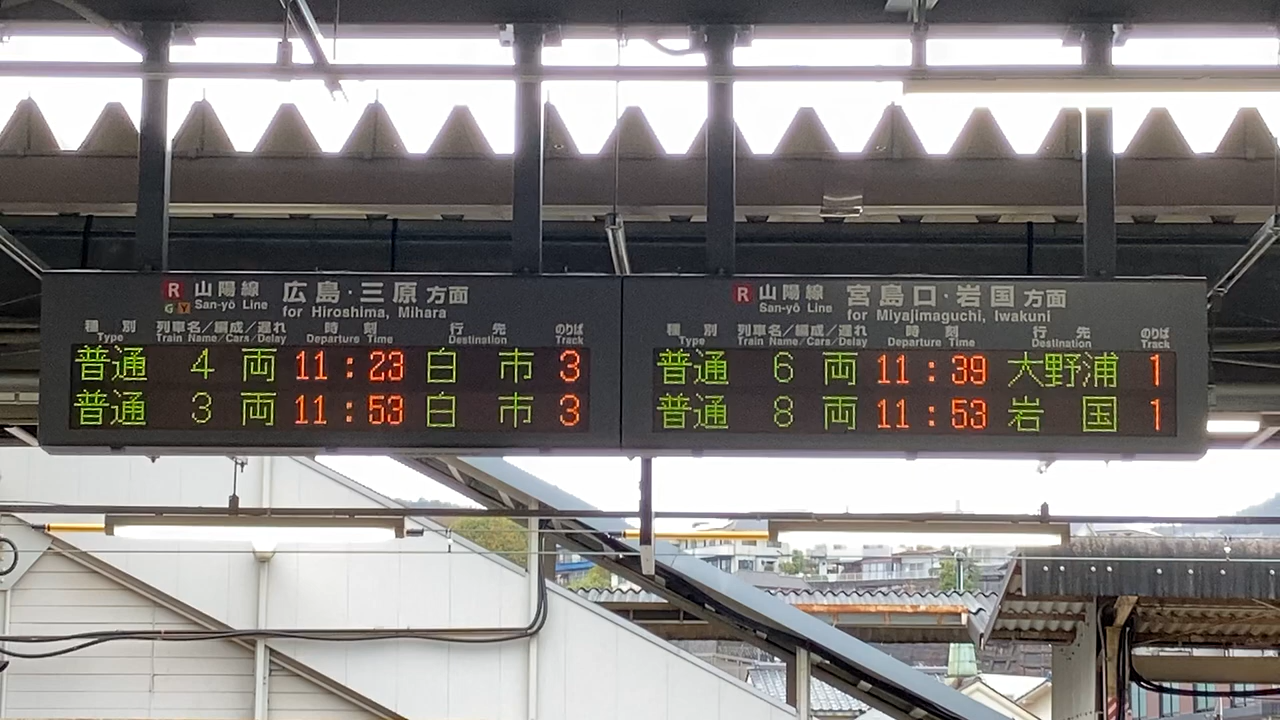 R 山陽線 広島・三原 方面
G Y San-yō Line for Hiroshima, Mihara
種別 列車名/編成/遅れ 時刻 行先 のりば
Type Train Name/Cars/Delay Departure Time Destination Track
普通 4両 11:23 白市 3
普通 3両 11:53 白市 3
R 山陽線 宮島口・岩国 方面
San-yō Line for Miyajimaguchi, Iwakuni
種別 列車名/編成/遅れ 時刻 行先 のりば
Type Train Name/Cars/Delay Departure Time Destination Track
普通 6両 11:39 大野浦 1
普通 8両 11:53 岩国 1